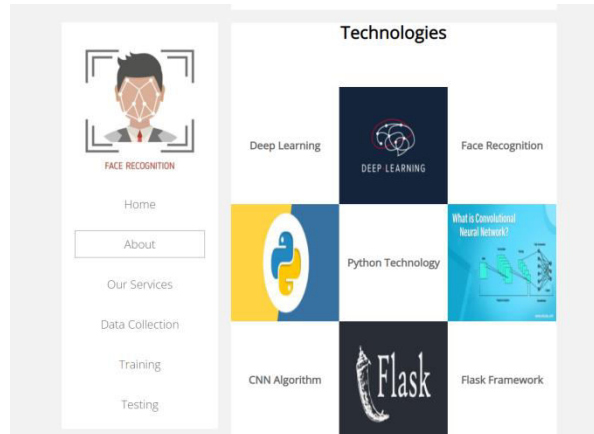 Technologies
FACE RECOGNITION
Home
About
Our Services
Data Collection
Training
Testing
Deep Learning
DEEP LEARNING
Face Recognition
Python Technology
What is Convolutional
Neural Network?
CNN Algorithm
Flask
Flask Framework